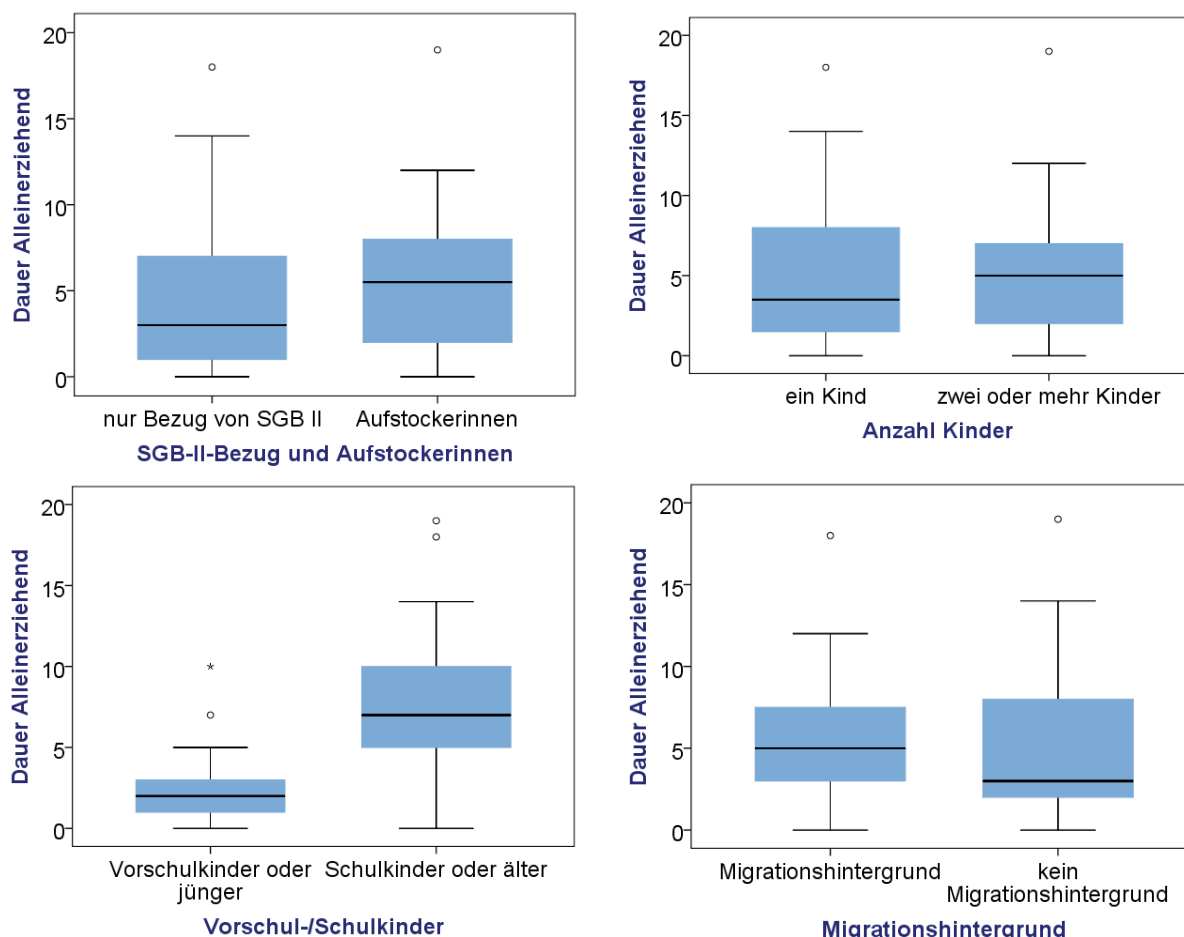 Dauer Alleinerziehend
20
15
10
5
0
nur Bezug von SGB II
Aufstockerinnen
SGB-II-Bezug und Aufstockerinnen
Dauer Alleinerziehend
20
15
10
5
0
ein Kind
zwei oder mehr Kinder
Anzahl Kinder
Dauer Alleinerziehend
20
15
10
5
0
Vorschulkinder oder
jünger
Schulkinder oder älter
Vorschul-/Schulkinder
Dauer Alleinerziehend
20
15
10
5
0
Migrationshintergrund
kein
Migrationshintergrund
Migrationshintergrund